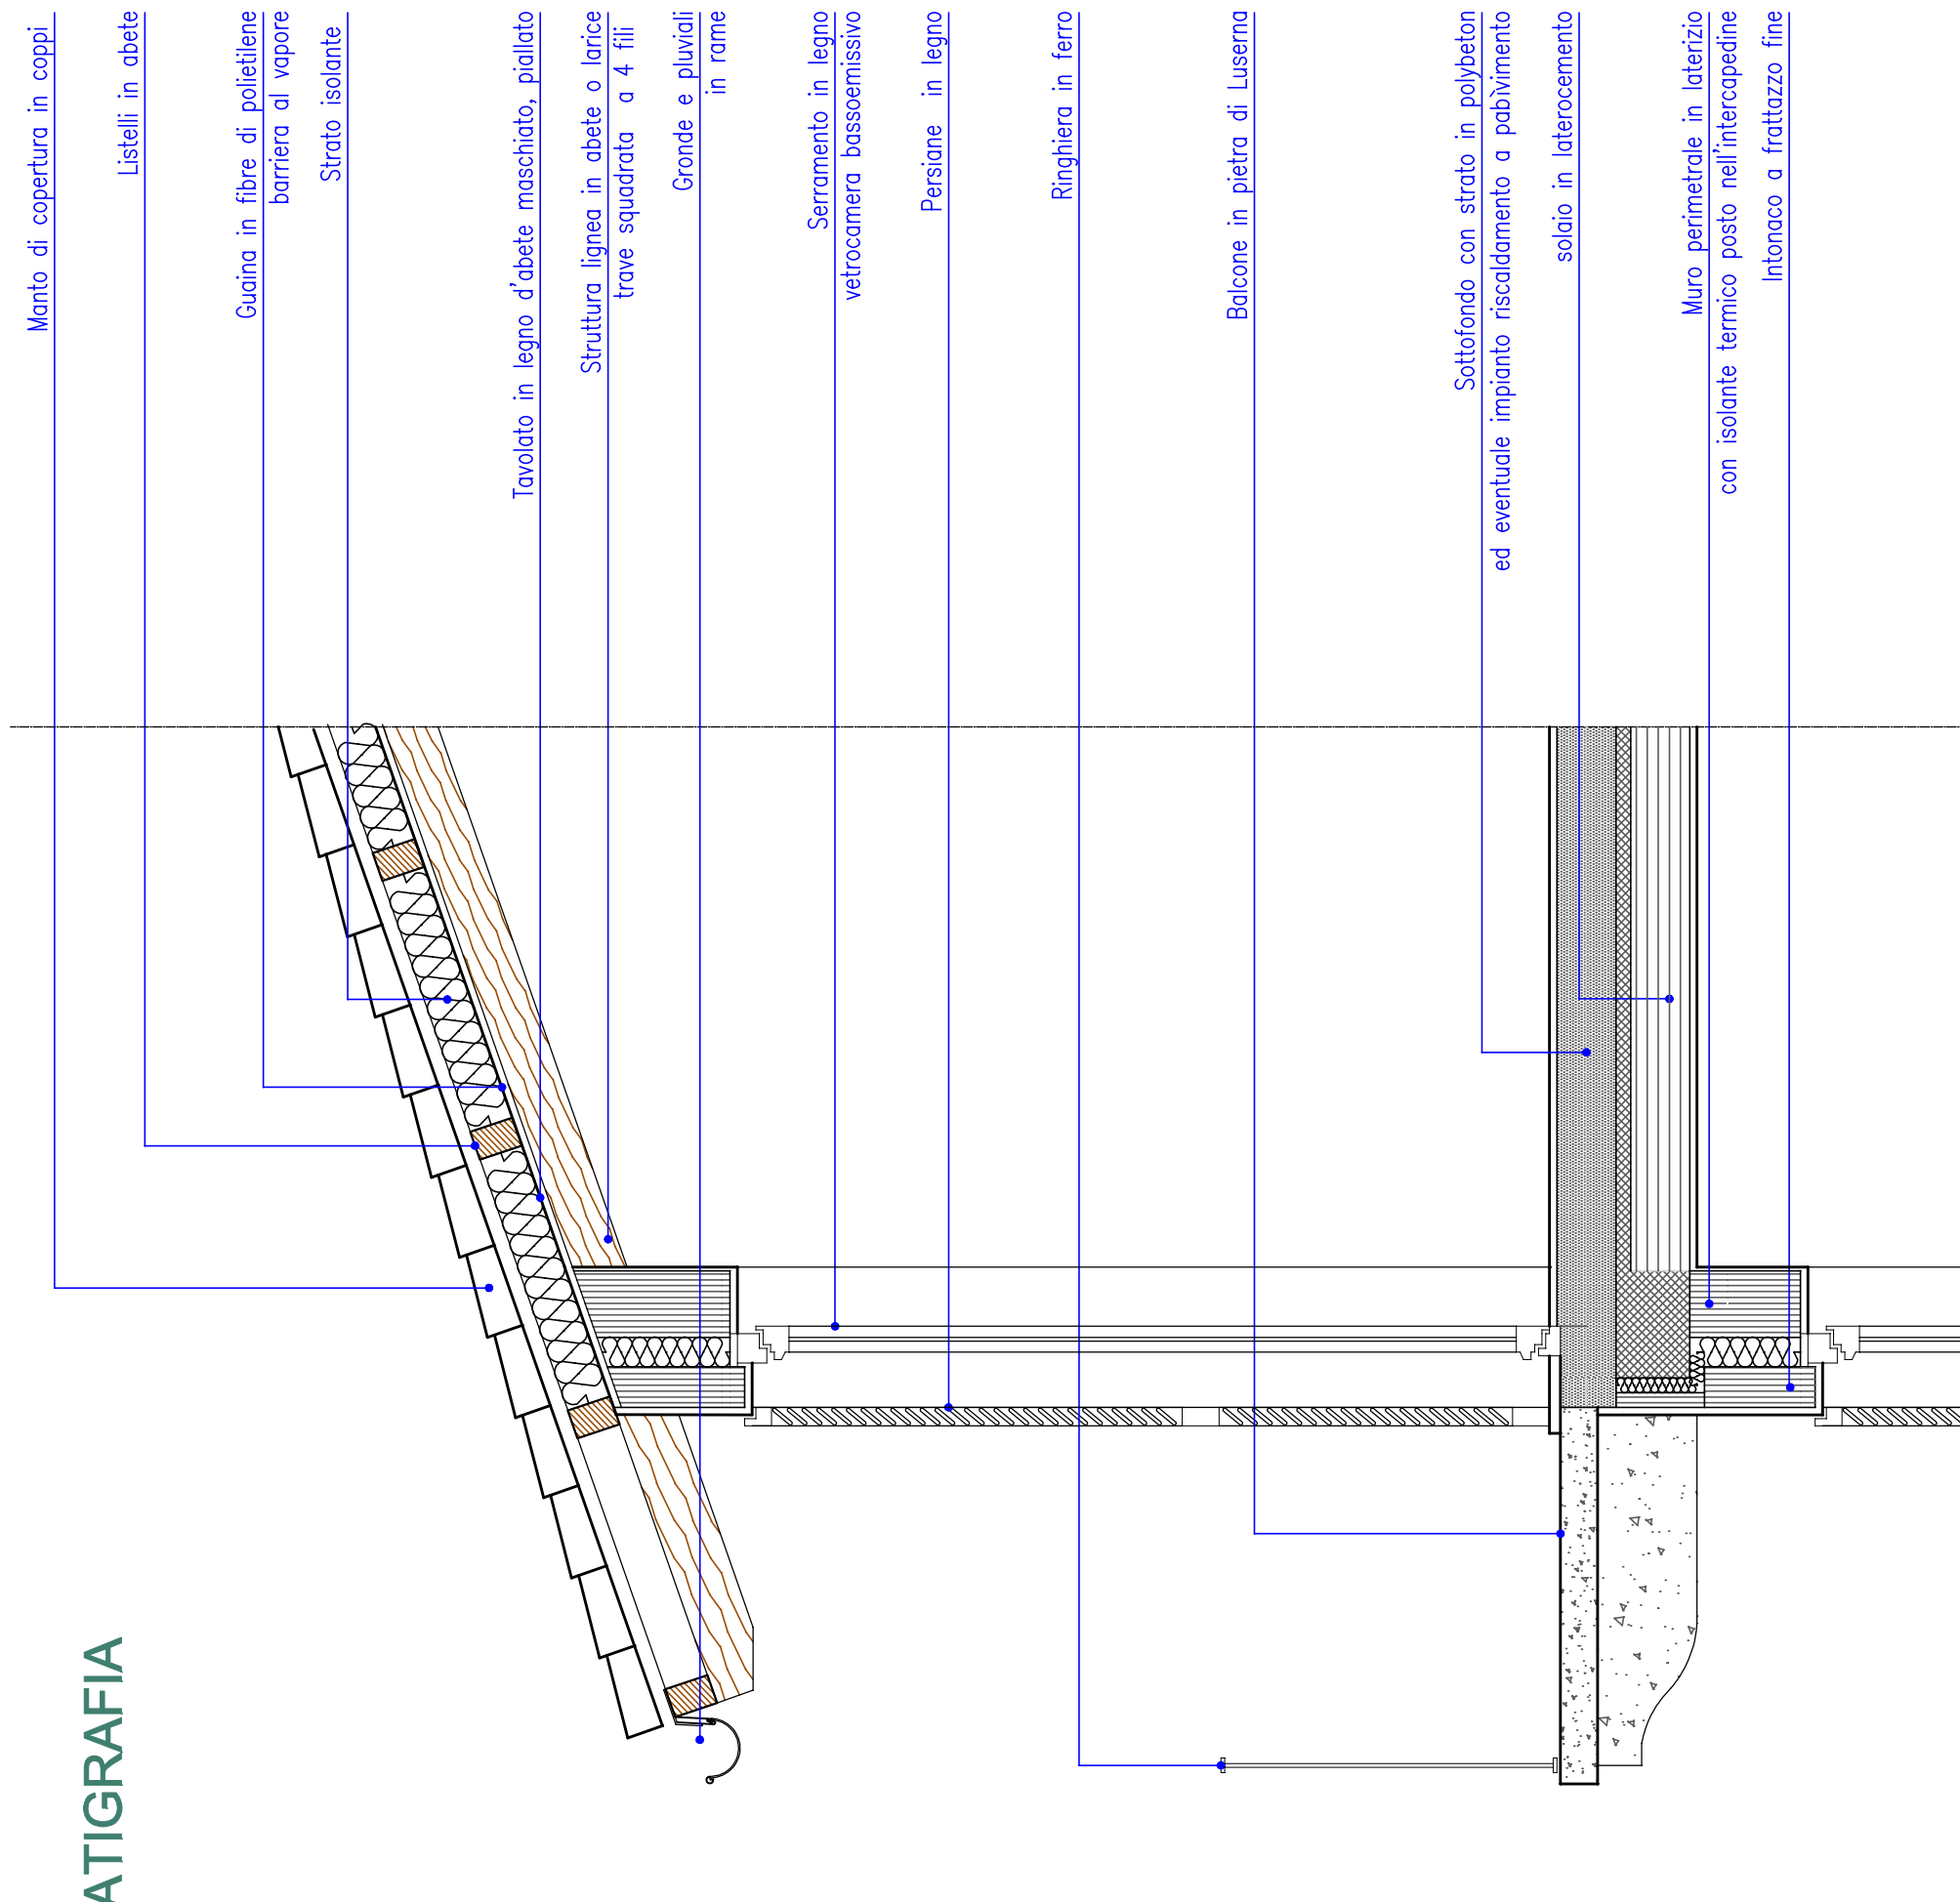 Manto di copertura in coppi
Listelli in abete
Guaina in fibre di polietilene
barriera al vapore
Strato isolante
Tavolato in legno d'abete maschiato, piallato
Struttura lignea in abete o larice
trave squadrata a 4 fili
Gronde e pluviali
in rame
Serramento in legno
vetrocamera bassoemissivo
Persiane in legno
Ringhiera in ferro
Balcone in pietra di Luserna
Sottofondo con strato in polybeton
ed eventuale impianto riscaldamento a pabìvimento
solaio in laterocemento
Muro perimetrale in laterizio
con isolante termico posto nell'intercapedine
Intonaco a frattazzo fine
ATIGRAFIA